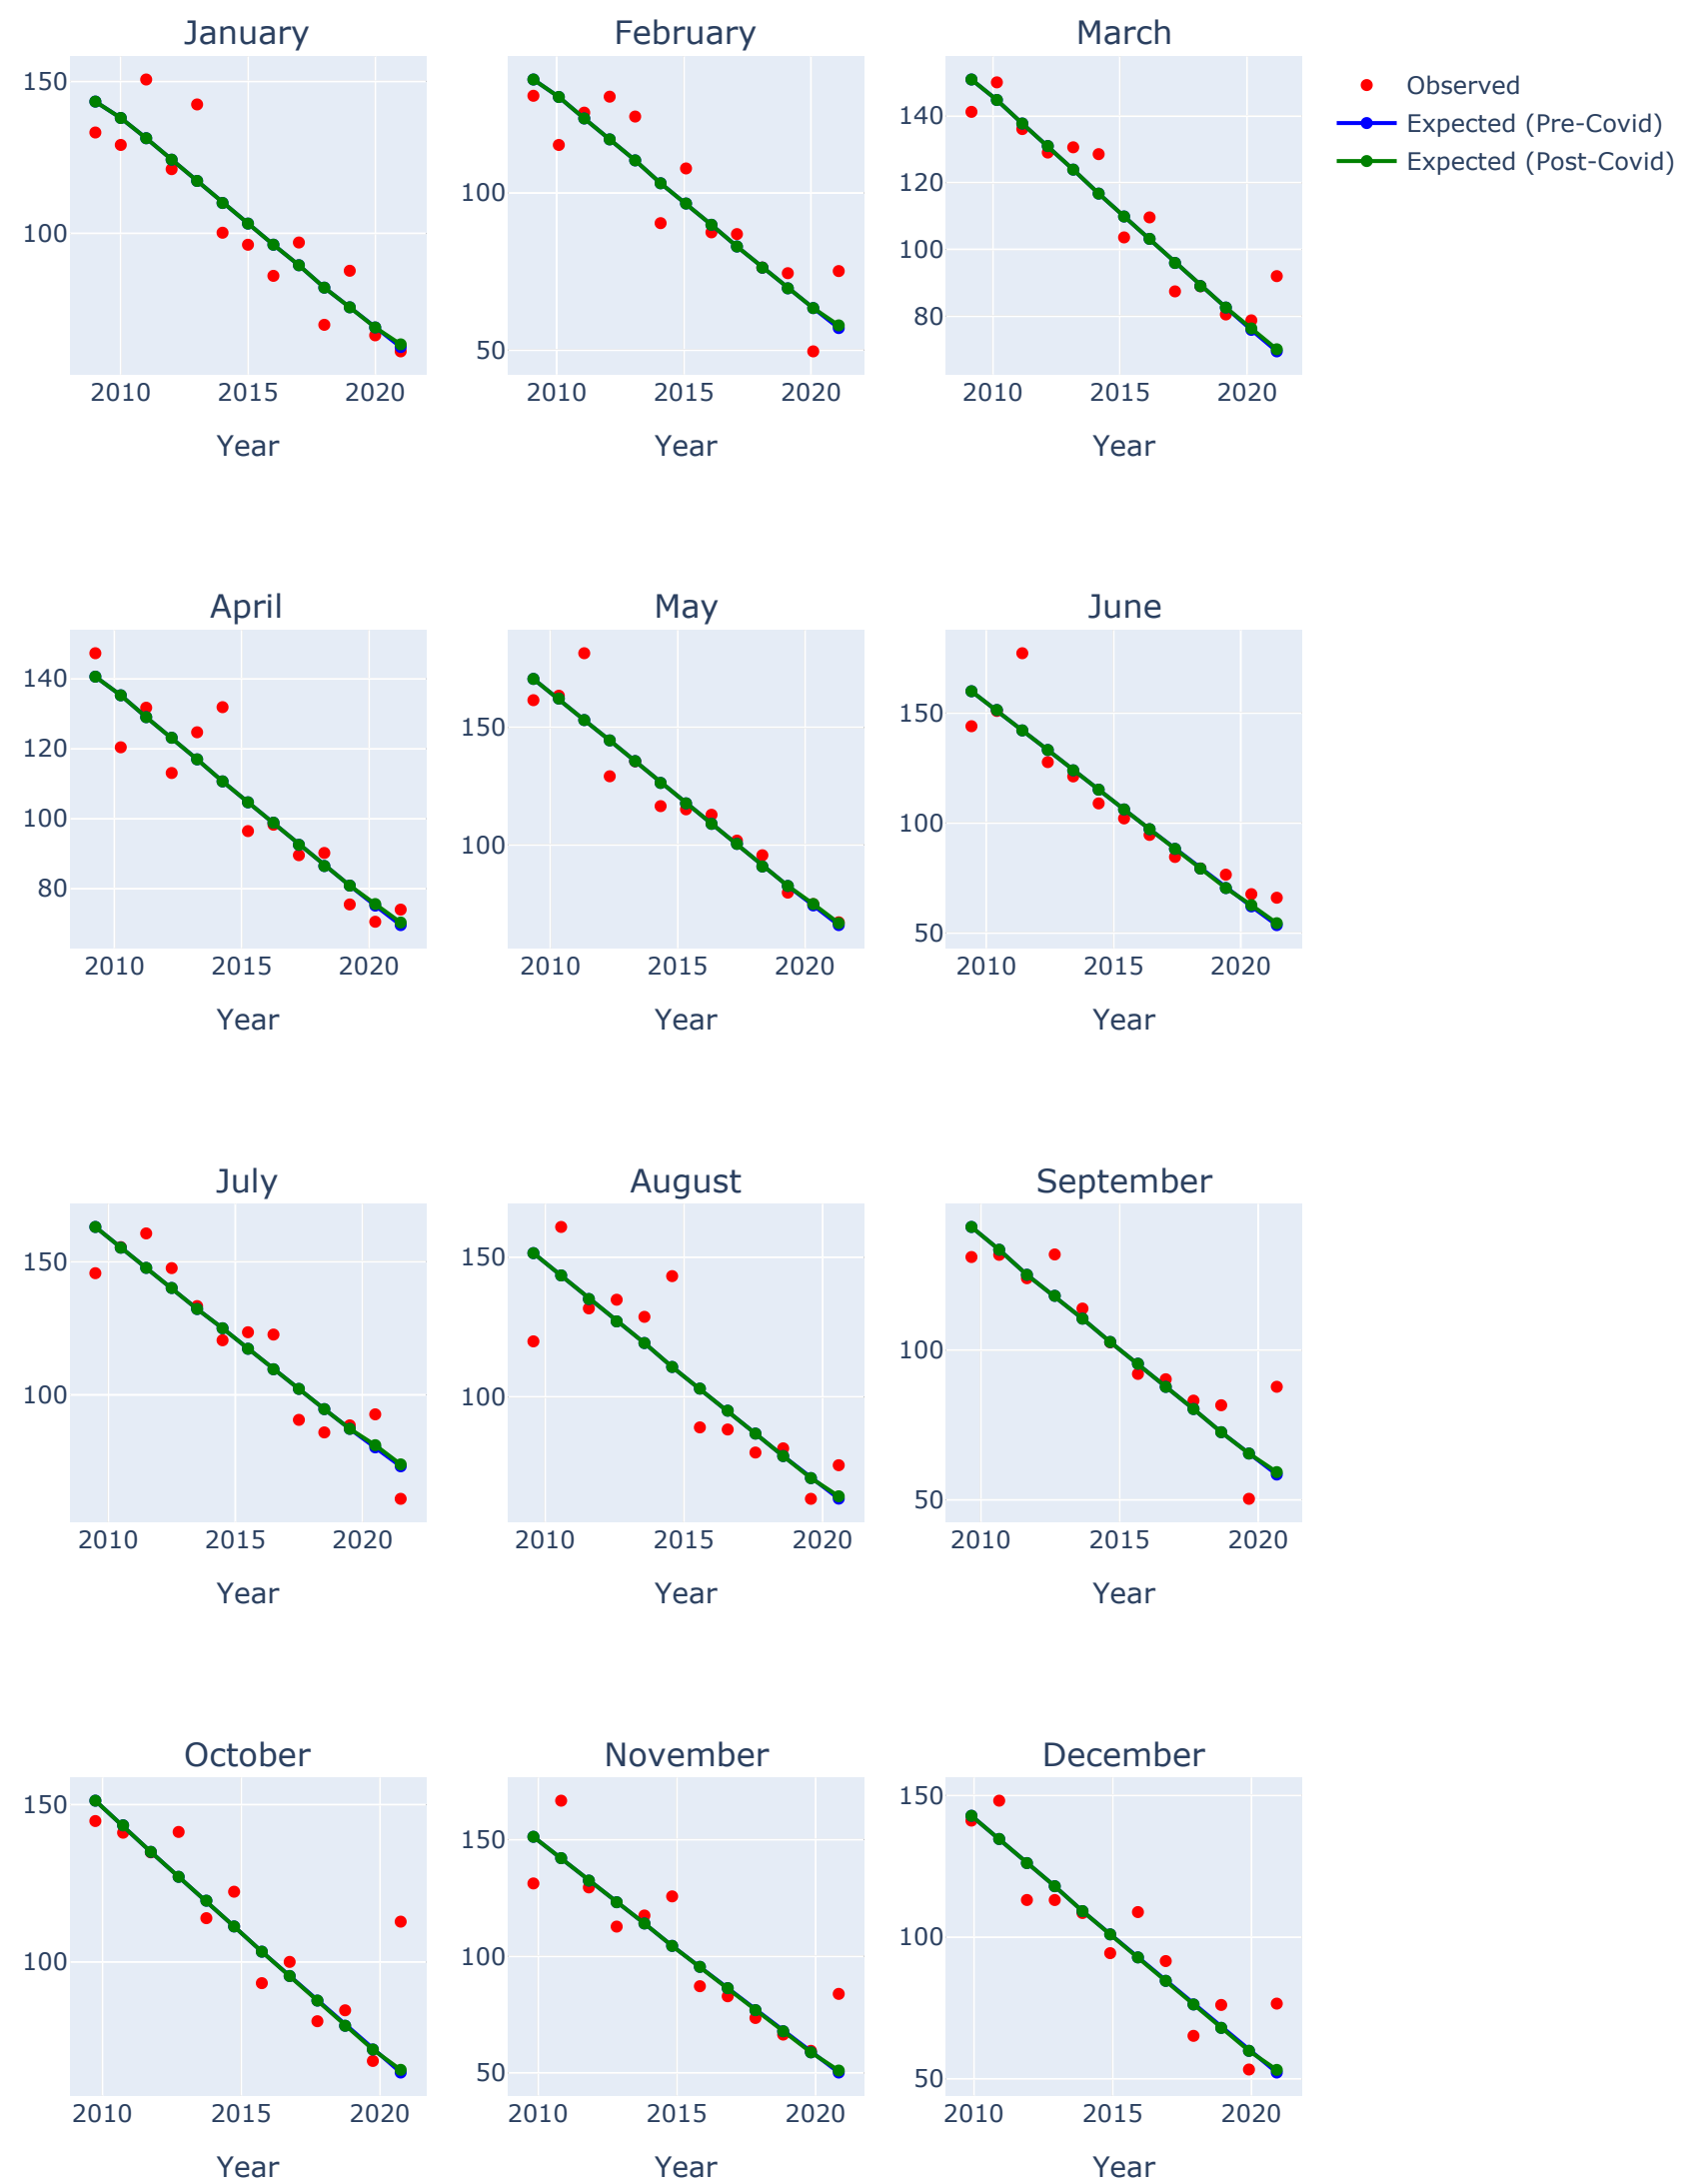 January
February
March
Observed
Expected (Pre-Covid)
Expected (Post-Covid)
150
100
2010
2015
2020
Year
100
50
2010
2015
2020
Year
140
120
100
80
2010
2015
2020
Year
April
May
June
140
120
100
80
2010
2015
2020
Year
150
100
2010
2015
2020
Year
150
100
50
2010
2015
2020
Year
July
August
September
150
100
2010
2015
2020
Year
150
100
2010
2015
2020
Year
100
50
2010
2015
2020
Year
October
November
December
150
100
2010
2015
2020
Year
150
100
50
2010
2015
2020
Year
150
100
50
2010
2015
2020
Year